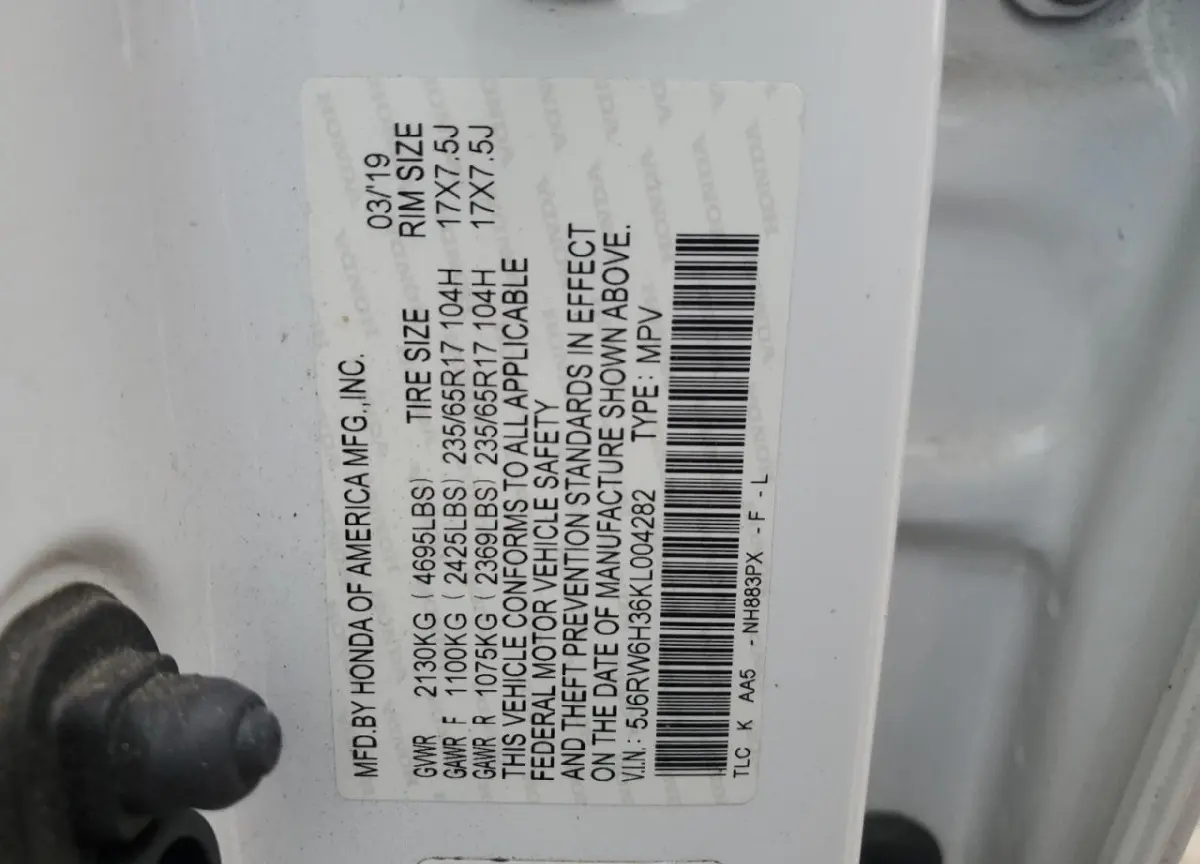 MFD.BY HONDA OF AMERICA MFG.,INC. 03/'19
GVWR 2130KG ( 4695LBS) TIRE SIZE RIM SIZE
GAWR F 1100KG ( 2425LBS) 235/65R17 104H 17X7.5J
GAWR R 1075KG ( 2369LBS) 235/65R17 104H 17X7.5J
THIS VEHICLE CONFORMS TO ALL APPLICABLE
FEDERAL MOTOR VEHICLE SAFETY
AND THEFT PREVENTION STANDARDS IN EFFECT
ON THE DATE OF MANUFACTURE SHOWN ABOVE.
V.I.N.: 5J6RW6H36KL004282 TYPE: MPV
TLC K AA5 -NH883PX -F -L